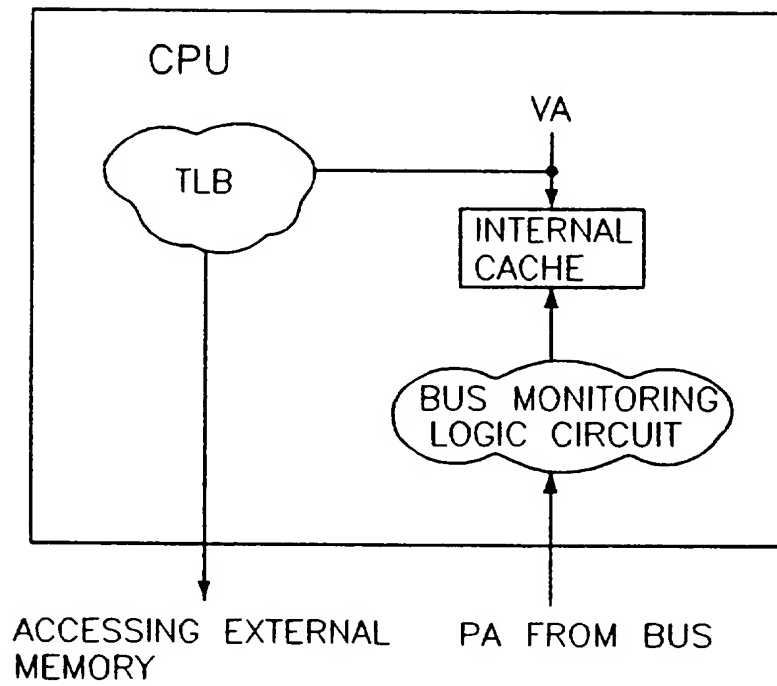 CPU
VA
TLB
INTERNAL
CACHE
BUS MONITORING
LOGIC CIRCUIT
ACCESSING EXTERNAL
MEMORY
PA FROM BUS